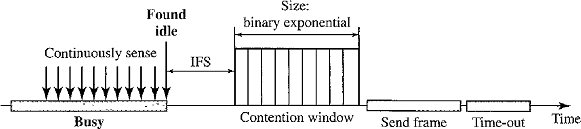 Found
idle
Size:
binary exponential
Continuously sense
IFS
Busy
Contention window
Send frame
Time-out
Time